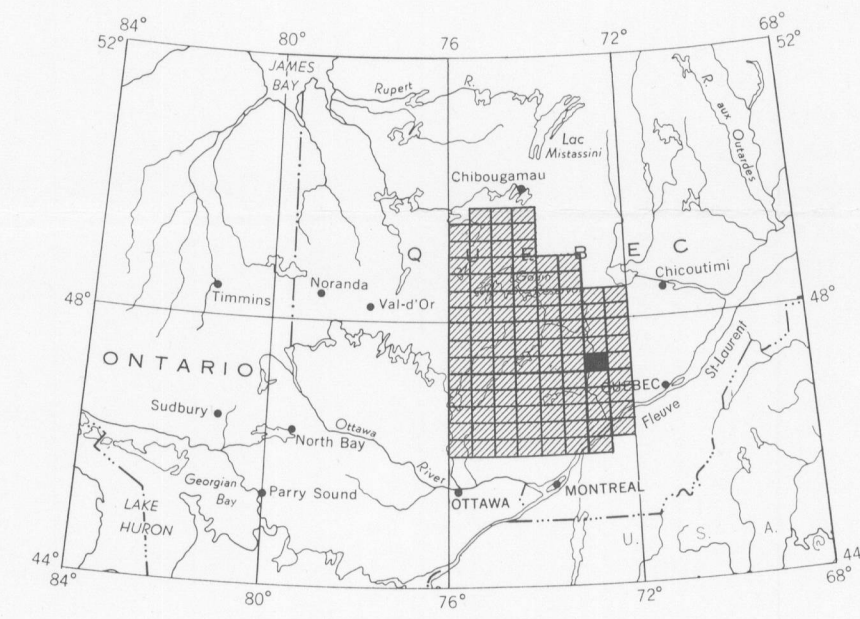 84° 80° 76 72° 68°
52° 52°
JAMES
BAY
Rupert R.
R. aux Outardes
Lac
Mistassini
Chibougamau
Q U E B E C
Chicoutimi
Timmins Noranda
Val-d'Or
48° 48°
ONTARIO
St-Laurent
QUEBEC
Fleuve
Sudbury
Ottawa
North Bay
River
Georgian
Bay
Parry Sound
OTTAWA MONTREAL
LAKE
HURON
U. S. A.
44° 44
84° 80° 76° 72° 68°